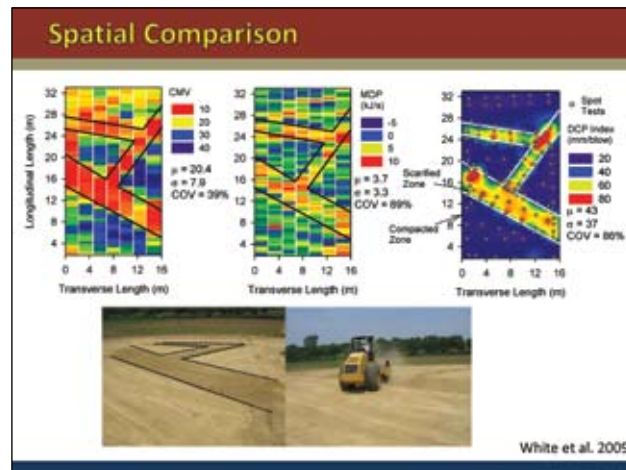 Spatial Comparison
32
28
24
20
16
12
8
4
0 4 8 12 16
Longitudinal Length (m)
Transverse Length (m)
CMV
10
20
30
40
μ = 20.4
σ = 7.9
COV = 39%
32
28
24
20
16
12
8
4
0 4 8 12 16
Transverse Length (m)
MDP
(kJ/s)
-5
0
5
10
μ = 3.7
σ = 3.3
COV = 89%
Scarified
Zone
Compacted
Zone
32
28
24
20
16
12
8
4
0 4 8 12 16
Transverse Length (m)
Spot
Tests
DCP Index
(mm/blow)
20
40
60
80
μ = 43
σ = 37
COV = 86%
White et al. 2009